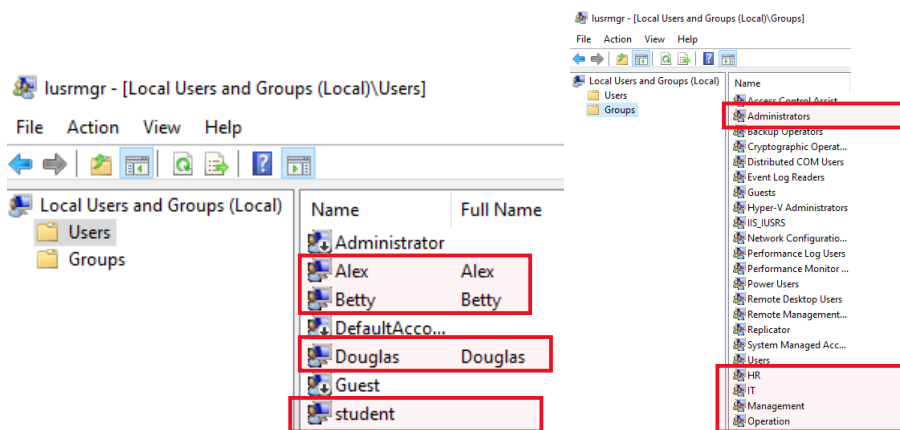 lusrmgr - [Local Users and Groups (Local)\Users]
File Action View Help
Local Users and Groups (Local)
Users
Groups
Name Full Name
Administrator
Alex Alex
Betty Betty
DefaultAcco...
Douglas Douglas
Guest
student
lusrmgr - [Local Users and Groups (Local)\Groups]
File Action View Help
Local Users and Groups (Local)
Users
Groups
Name
Access Control Assist...
Administrators
Backup Operators
Cryptographic Operat...
Distributed COM Users
Event Log Readers
Guests
Hyper-V Administrators
IIS_IUSRS
Network Configuratio...
Performance Log Users
Performance Monitor ...
Power Users
Remote Desktop Users
Remote Management...
Replicator
System Managed Acc...
Users
HR
IT
Management
Operation